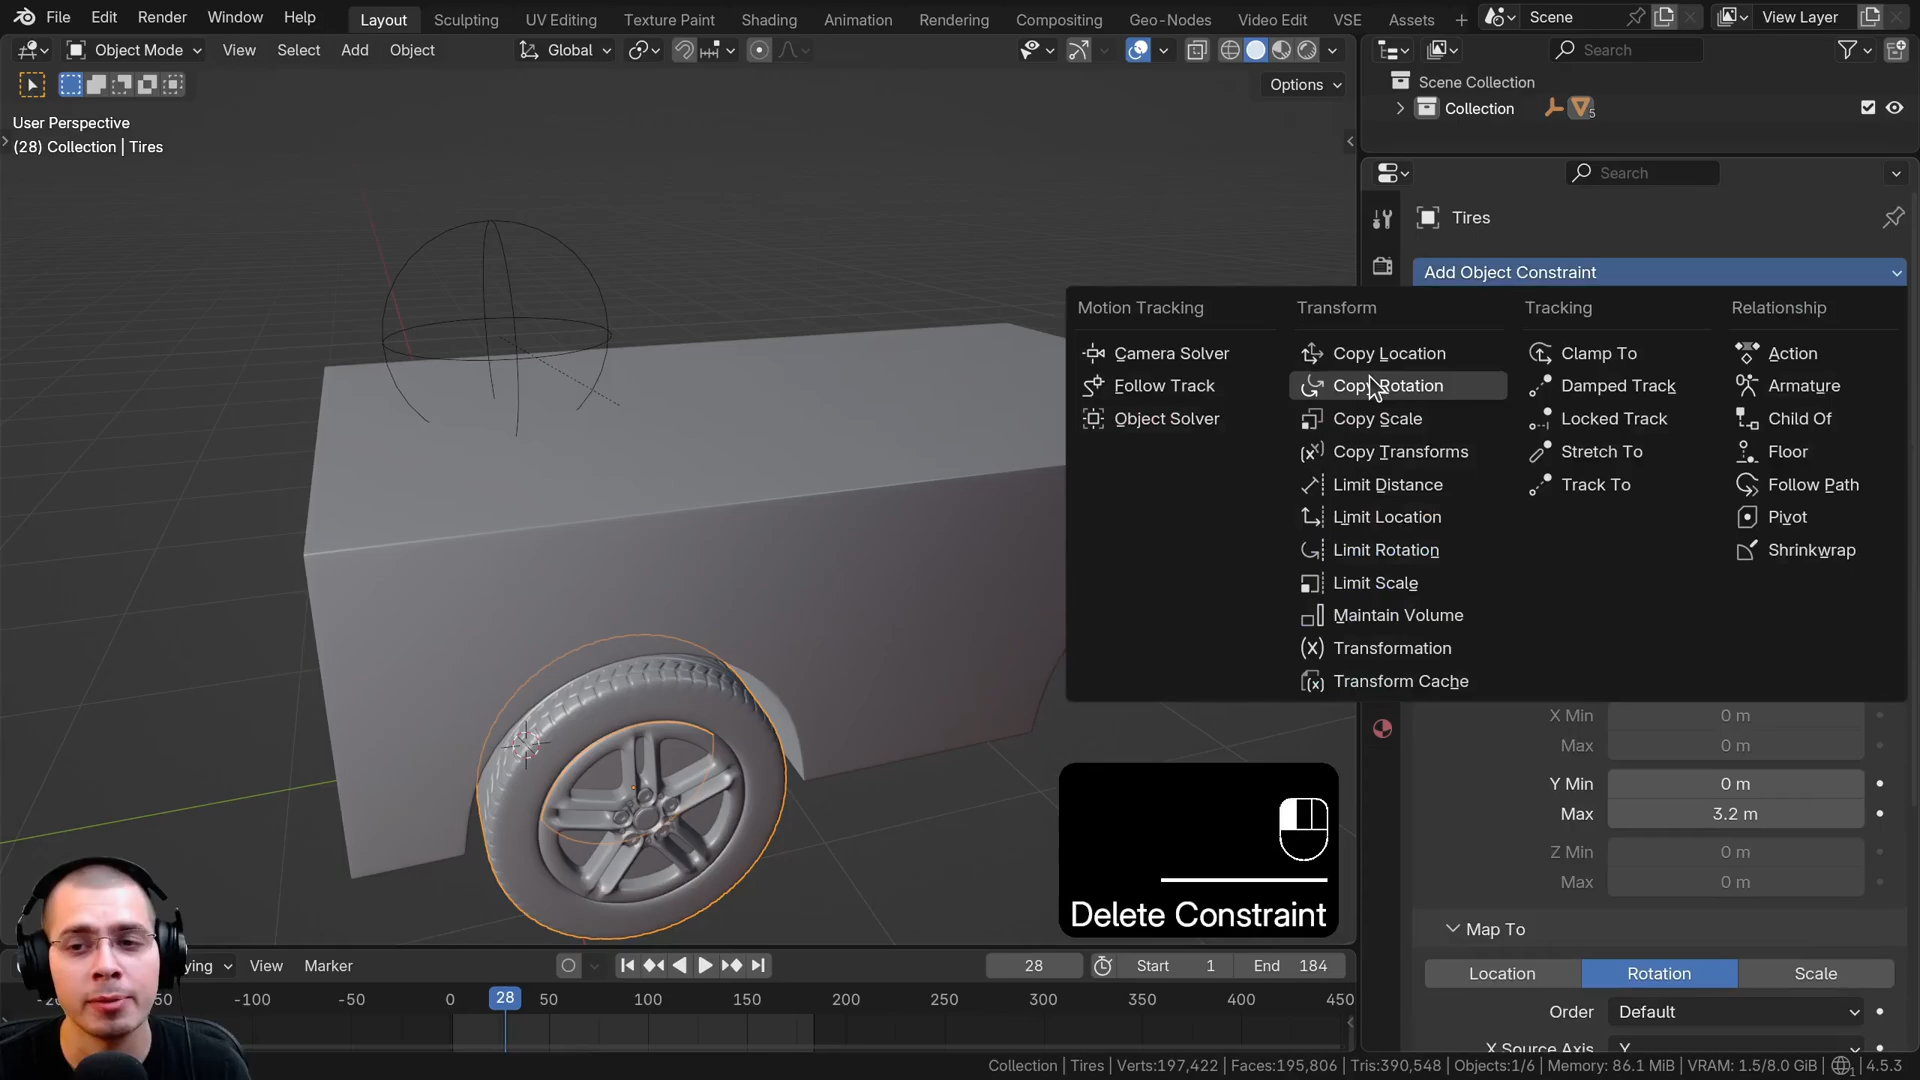 File Edit Render Window Help Layout Sculpting UV Editing Texture Paint Shading Animation Rendering Compositing Geo-Nodes Video Edit VSE Assets Scene View Layer
Object Mode View Select Add Object Global Search
Options
User Perspective
(28) Collection | Tires
Scene Collection
Collection 5
Search
Tires
Add Object Constraint
Motion Tracking
Camera Solver
Follow Track
Object Solver
Transform
Copy Location
Copy Rotation
Copy Scale
Copy Transforms
Limit Distance
Limit Location
Limit Rotation
Limit Scale
Maintain Volume
Transformation
Transform Cache
Tracking
Clamp To
Damped Track
Locked Track
Stretch To
Track To
Relationship
Action
Armature
Child Of
Floor
Follow Path
Pivot
Shrinkwrap
X Min 0 m
Max 0 m
Y Min 0 m
Max 3.2 m
Z Min 0 m
Max 0 m
Map To
Location Rotation Scale
Order Default
X Source Axis Y
Delete Constraint
View Marker 28 Start 1 End 184
-100 -50 0 28 50 100 150 200 250 300 350 400 450
Collection | Tires | Verts:197,422 | Faces:195,806 | Tris:390,548 | Objects:1/6 | Memory: 86.1 MiB | VRAM: 1.5/8.0 GiB | 4.5.3